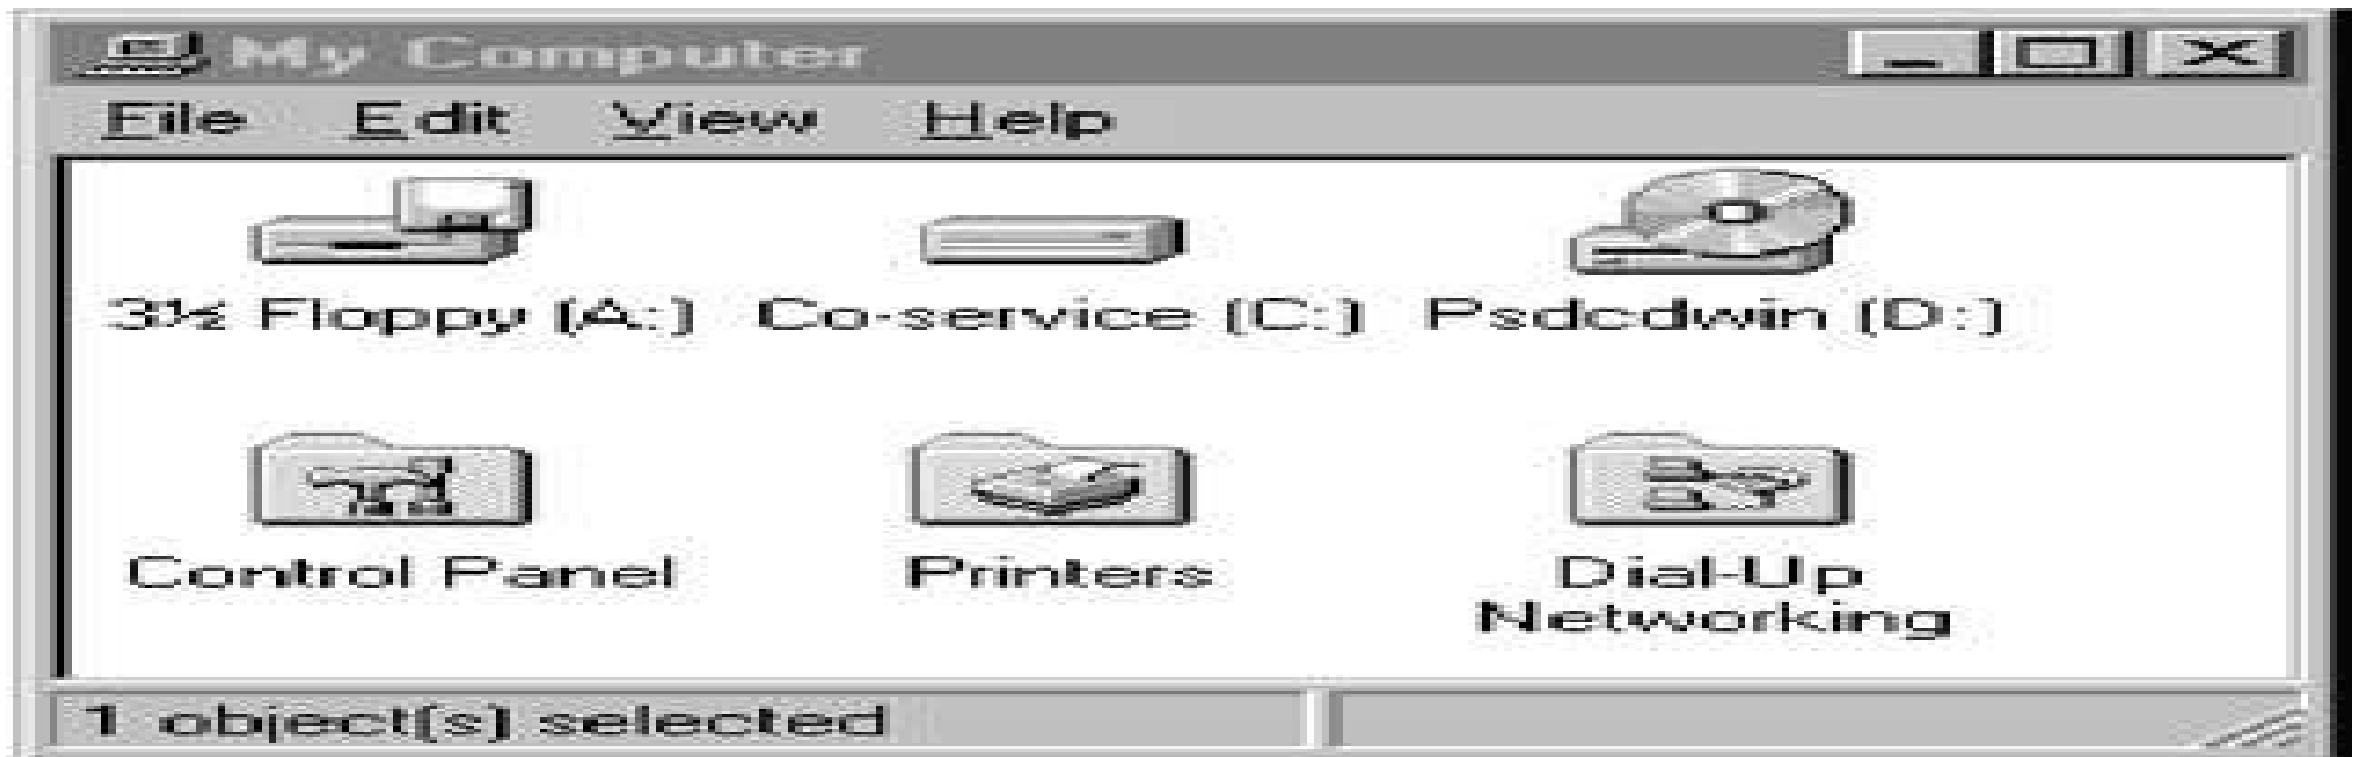 My Computer
File Edit View Help
3½ Floppy (A:) Co-service (C:) Psdcdwin (D:)
Control Panel Printers Dial-Up
Networking
1 object(s) selected